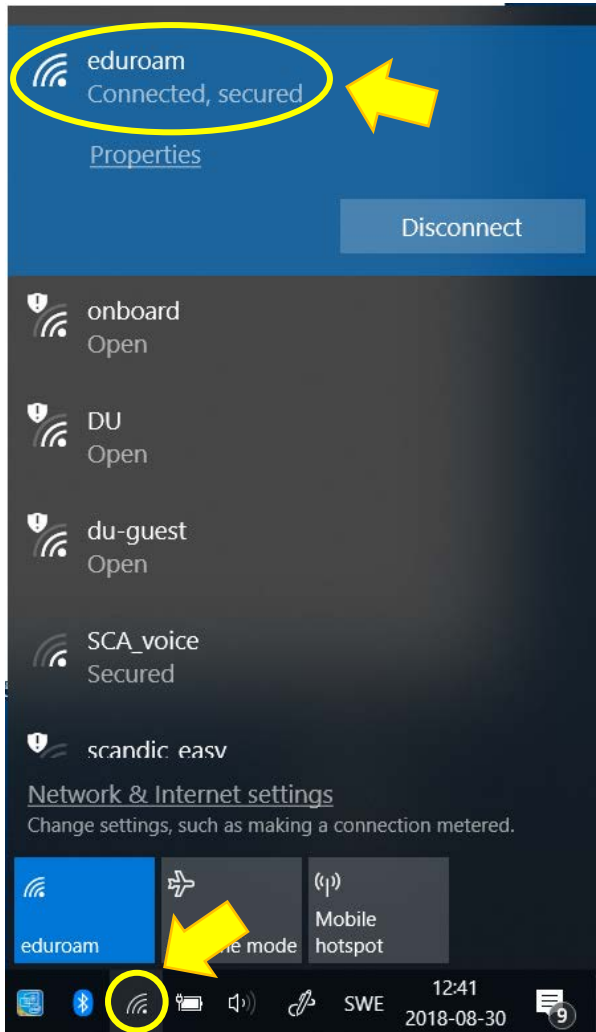 eduroam
Connected, secured
Properties
Disconnect
onboard
Open
DU
Open
du-guest
Open
SCA_voice
Secured
scandic_easy
Network & Internet settings
Change settings, such as making a connection metered.
eduroam
mode
Mobile
hotspot
SWE
12:41
2018-08-30
9